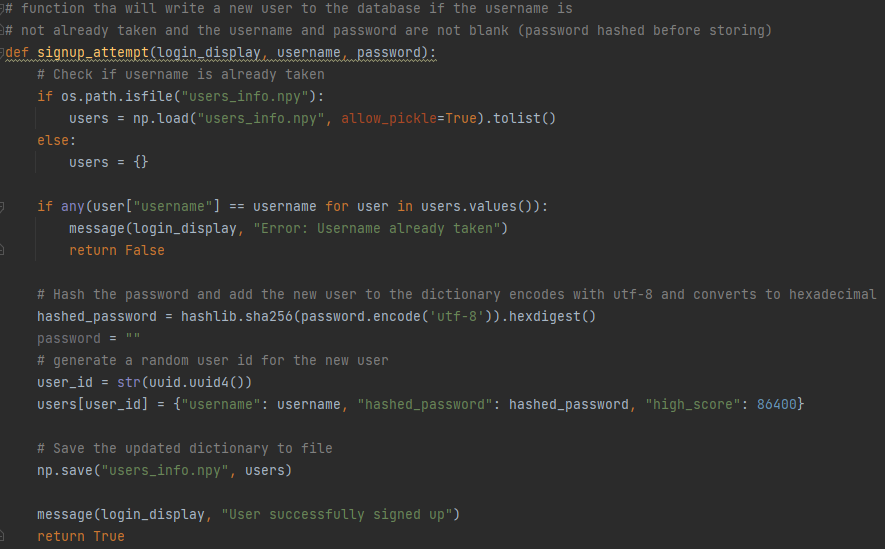 # function tha will write a new user to the database if the username is
# not already taken and the username and password are not blank (password hashed before storing)
def signup_attempt(login_display, username, password):
    # Check if username is already taken
    if os.path.isfile("users_info.npy"):
        users = np.load("users_info.npy", allow_pickle=True).tolist()
    else:
        users = {}

    if any(user["username"] == username for user in users.values()):
        message(login_display, "Error: Username already taken")
        return False

    # Hash the password and add the new user to the dictionary encodes with utf-8 and converts to hexadecimal
    hashed_password = hashlib.sha256(password.encode('utf-8')).hexdigest()
    password = ""
    # generate a random user id for the new user
    user_id = str(uuid.uuid4())
    users[user_id] = {"username": username, "hashed_password": hashed_password, "high_score": 86400}

    # Save the updated dictionary to file
    np.save("users_info.npy", users)

    message(login_display, "User successfully signed up")
    return True